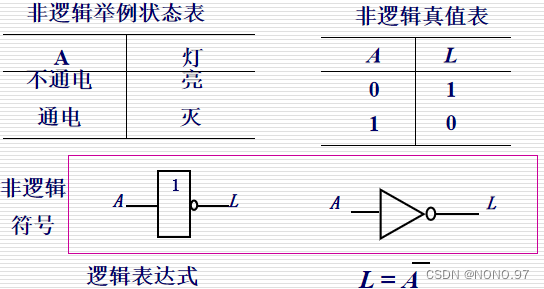 非逻辑举例状态表
A 灯
不通电 亮
通电 灭
非逻辑真值表
A L
0 1
1 0
非逻辑
符号
A 1 L
A L
逻辑表达式
L = A̅
CSDN @NONO.97